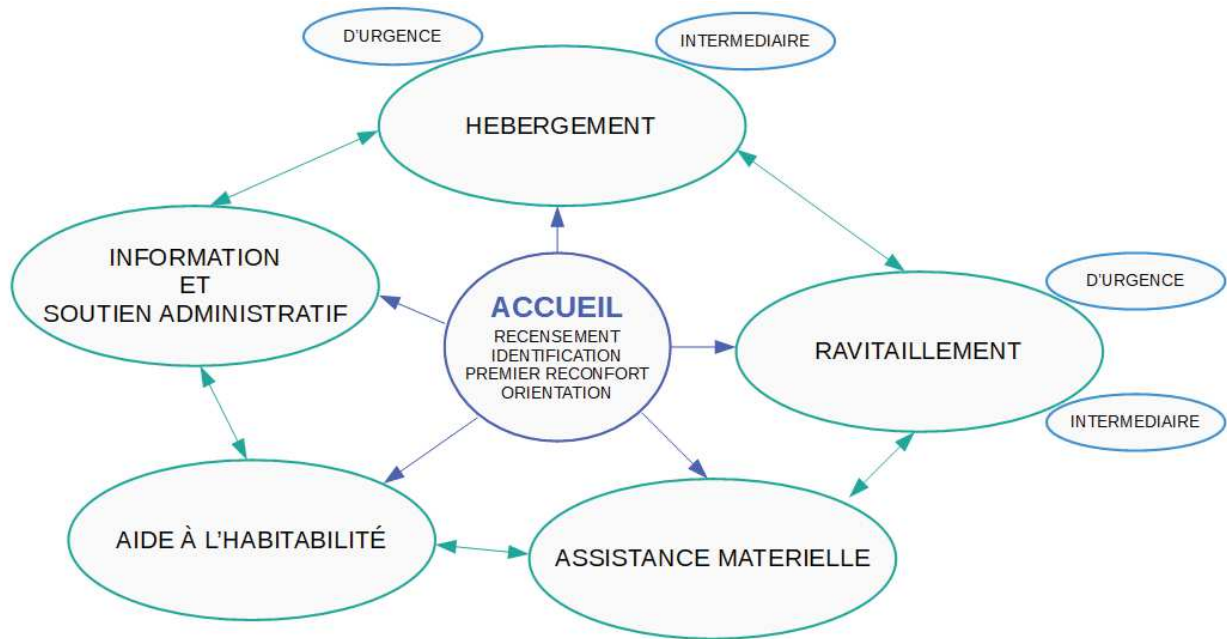 D'URGENCE
INTERMEDIAIRE
HEBERGEMENT
INFORMATION
ET
SOUTIEN ADMINISTRATIF
ACCUEIL
RECENSEMENT
IDENTIFICATION
PREMIER RECONFORT
ORIENTATION
D'URGENCE
RAVITAILLEMENT
INTERMEDIAIRE
AIDE À L'HABITABILITÉ
ASSISTANCE MATERIELLE